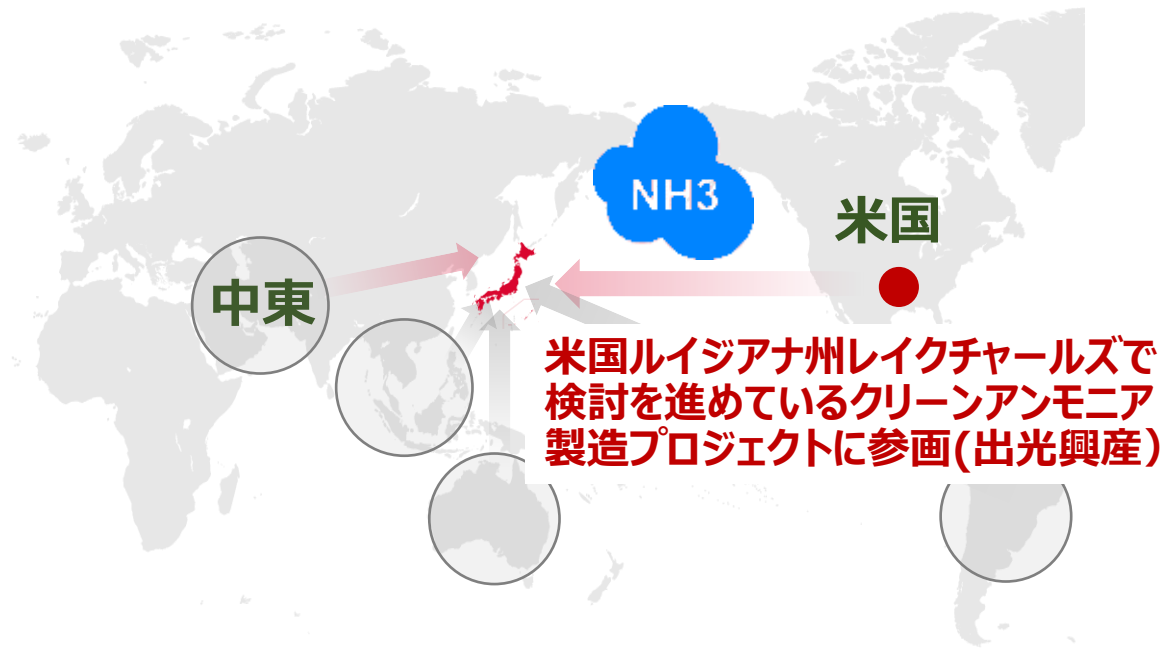 NH3
米国
中東
米国ルイジアナ州レイクチャールズで
検討を進めているクリーンアンモニア
製造プロジェクトに参画(出光興産）